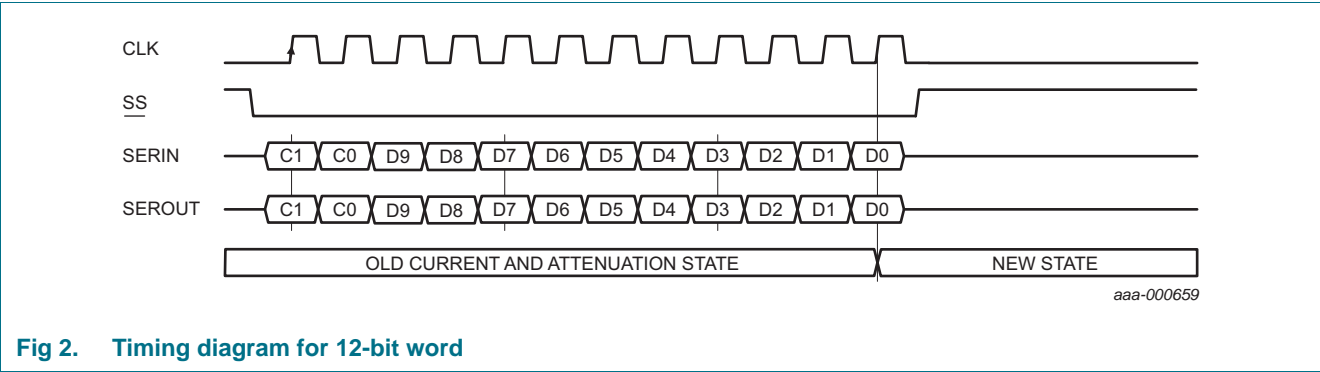 CLK
SS
SERIN C1 C0 D9 D8 D7 D6 D5 D4 D3 D2 D1 D0
SEROUT C1 C0 D9 D8 D7 D6 D5 D4 D3 D2 D1 D0
OLD CURRENT AND ATTENUATION STATE NEW STATE
aaa-000659
Fig 2. Timing diagram for 12-bit word